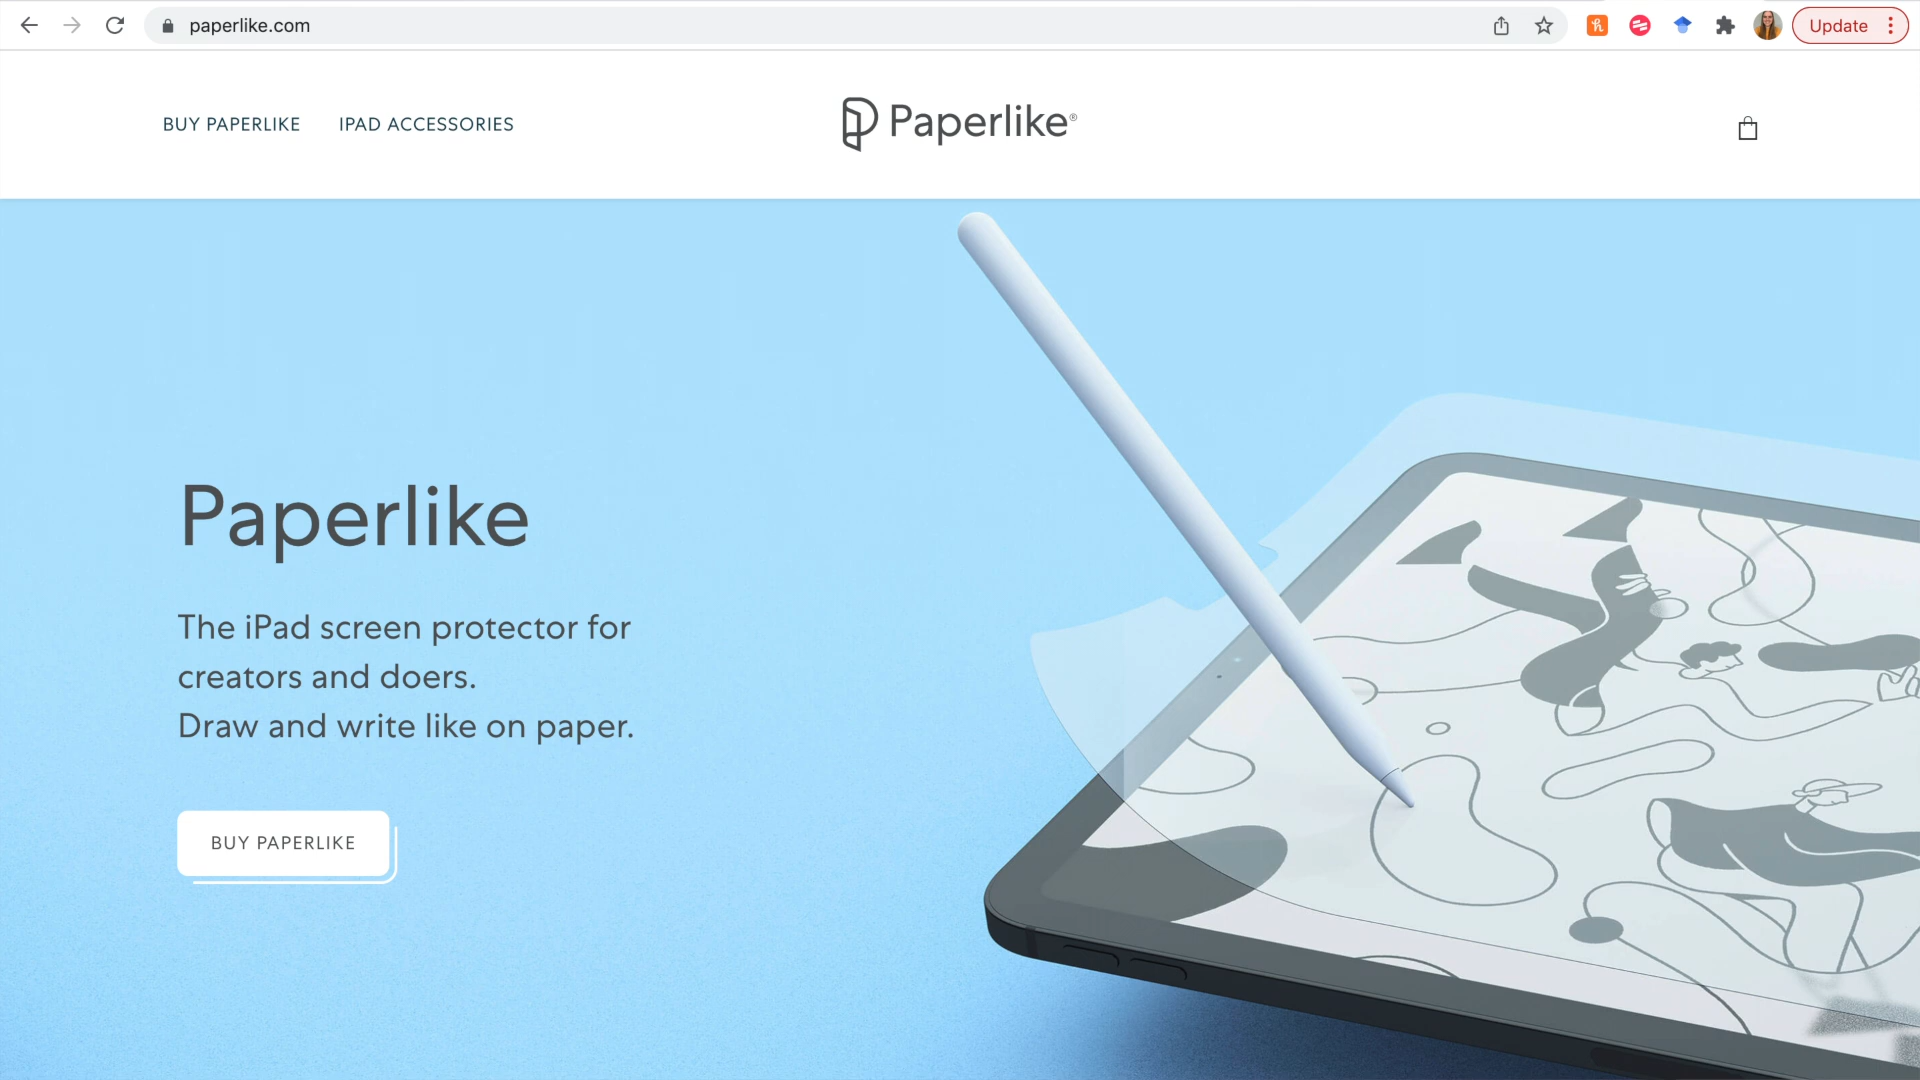 paperlike.com
Update
BUY PAPERLIKE
IPAD ACCESSORIES
Paperlike®
Paperlike
The iPad screen protector for
creators and doers.
Draw and write like on paper.
BUY PAPERLIKE